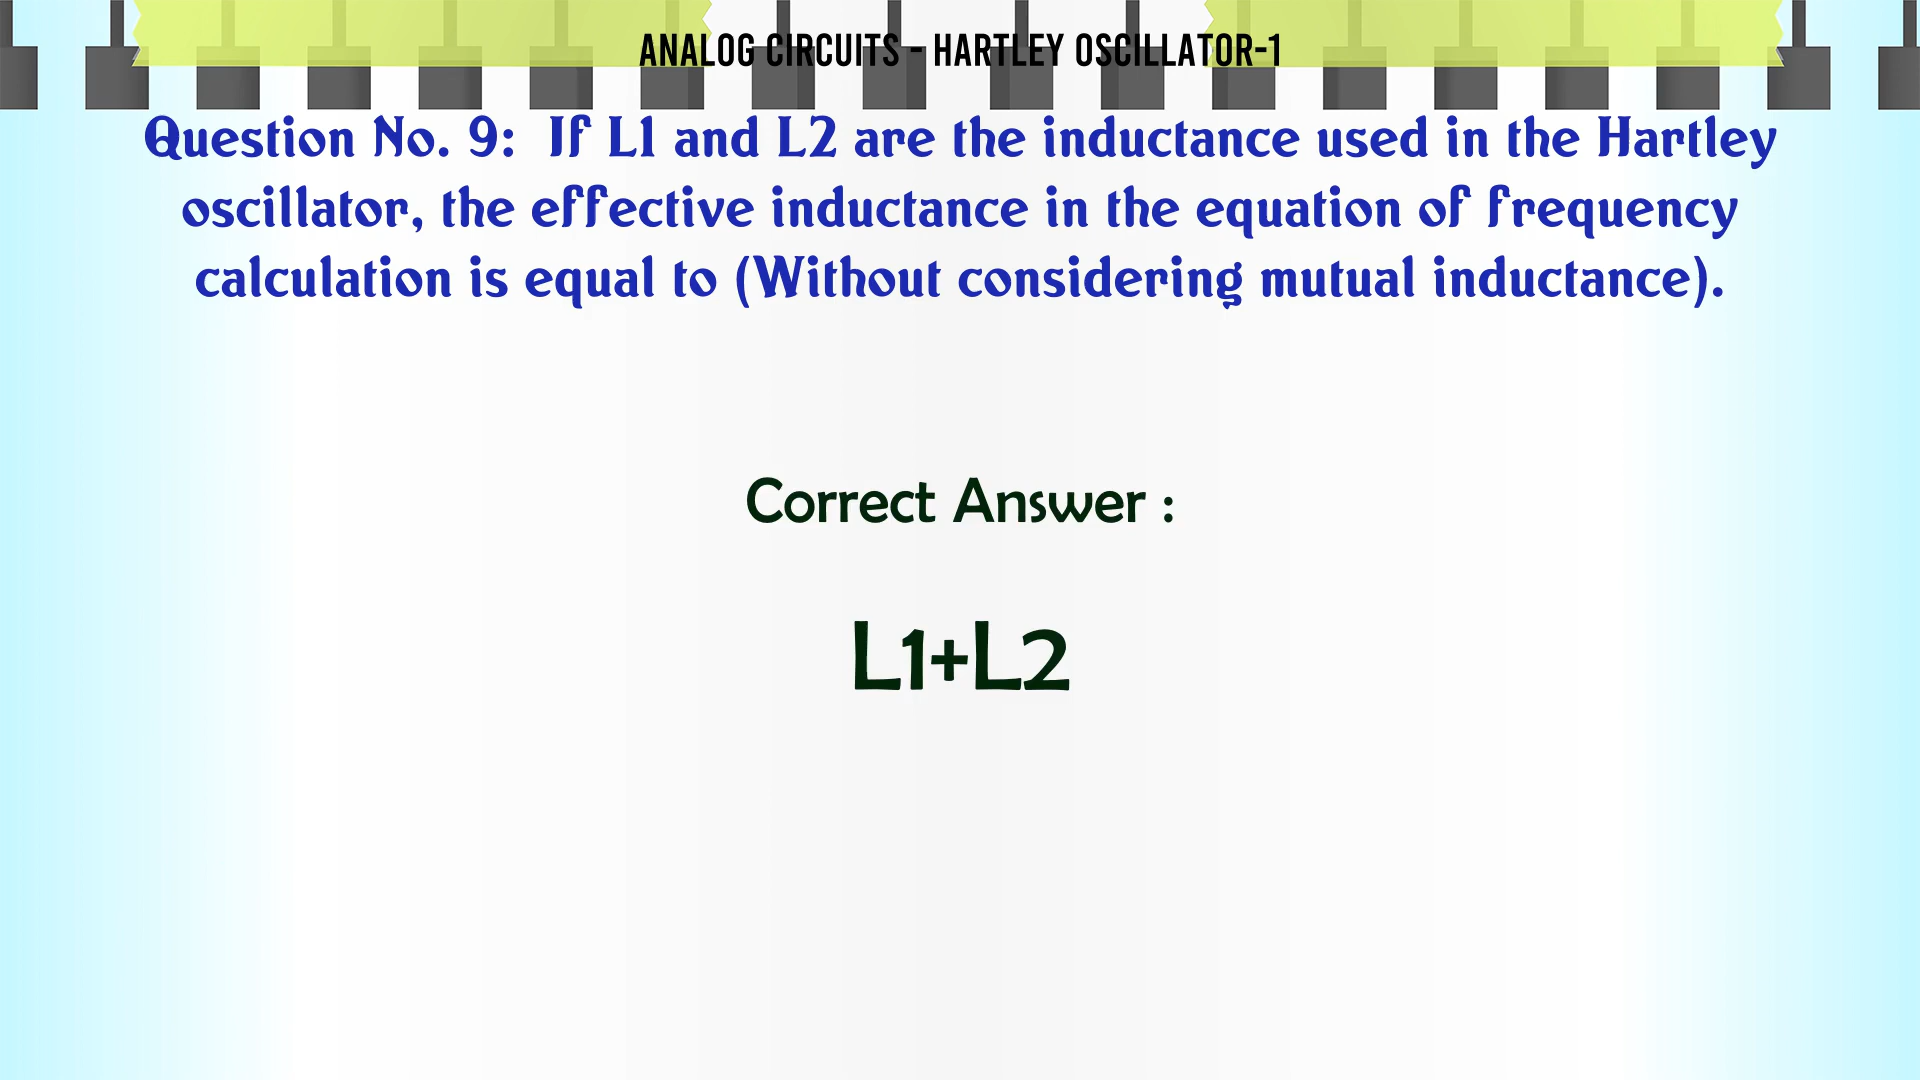 ANALOG CIRCUITS - HARTLEY OSCILLATOR-1
Question No. 9:  If L1 and L2 are the inductance used in the Hartley
oscillator, the effective inductance in the equation of frequency
calculation is equal to (Without considering mutual inductance).
Correct Answer :
L1+L2